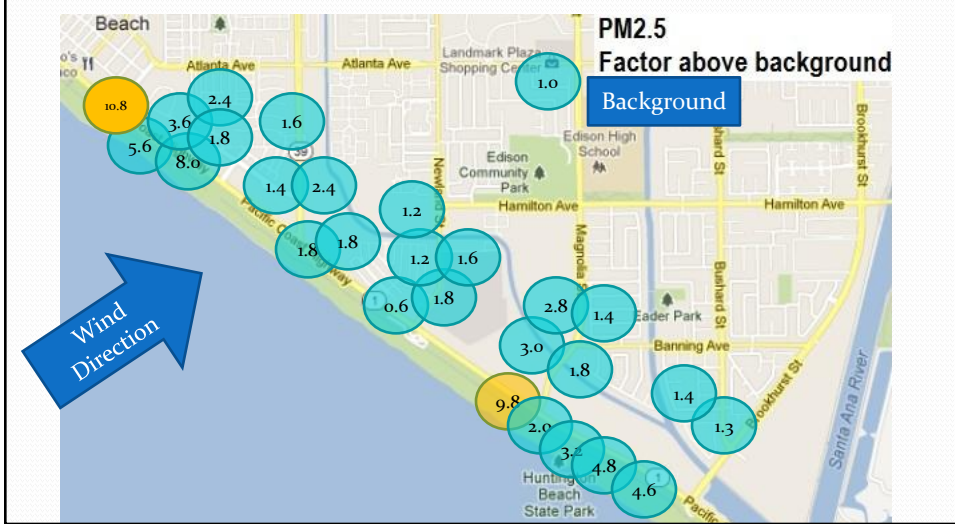 Beach
PM2.5
Factor above background
Landmark Plaza
Shopping Center
Atlanta Ave
Atlanta Ave
1.0
Background
10.8
2.4
3.6
1.8
1.6
5.6
8.0
39
Edison High
School
Edison
Community
Park
Bushard St
Brookhurst St
Newland St
1.4
2.4
1.2
Hamilton Ave
Hamilton Ave
Pacific Coast Highway
1.8
1.8
1.2
1.6
Magnolia St
Wind
Direction
1
0.6
1.8
2.8
1.4
Eader Park
Bushard St
3.0
Banning Ave
1.8
9.8
1.4
2.0
1.3
Brookhurst St
Santa Ana River
3.2
4.8
1
4.6
Huntington
Beach
State Park
Pacific